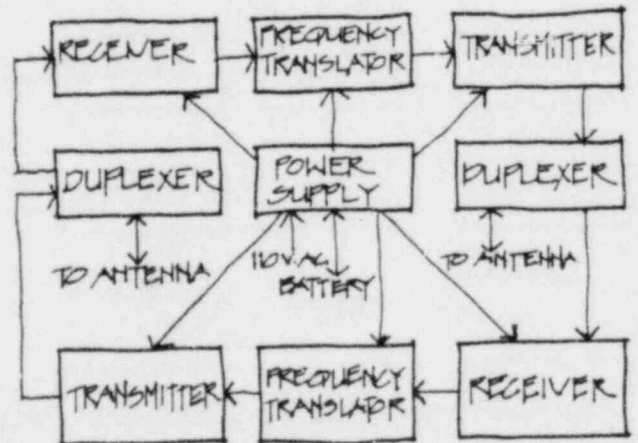 RECEIVER
FREQUENCY
TRANSLATOR
TRANSMITTER
DUPLEXER
POWER
SUPPLY
DUPLEXER
TO ANTENNA
110 V. AC
BATTERY
TO ANTENNA
TRANSMITTER
FREQUENCY
TRANSLATOR
RECEIVER